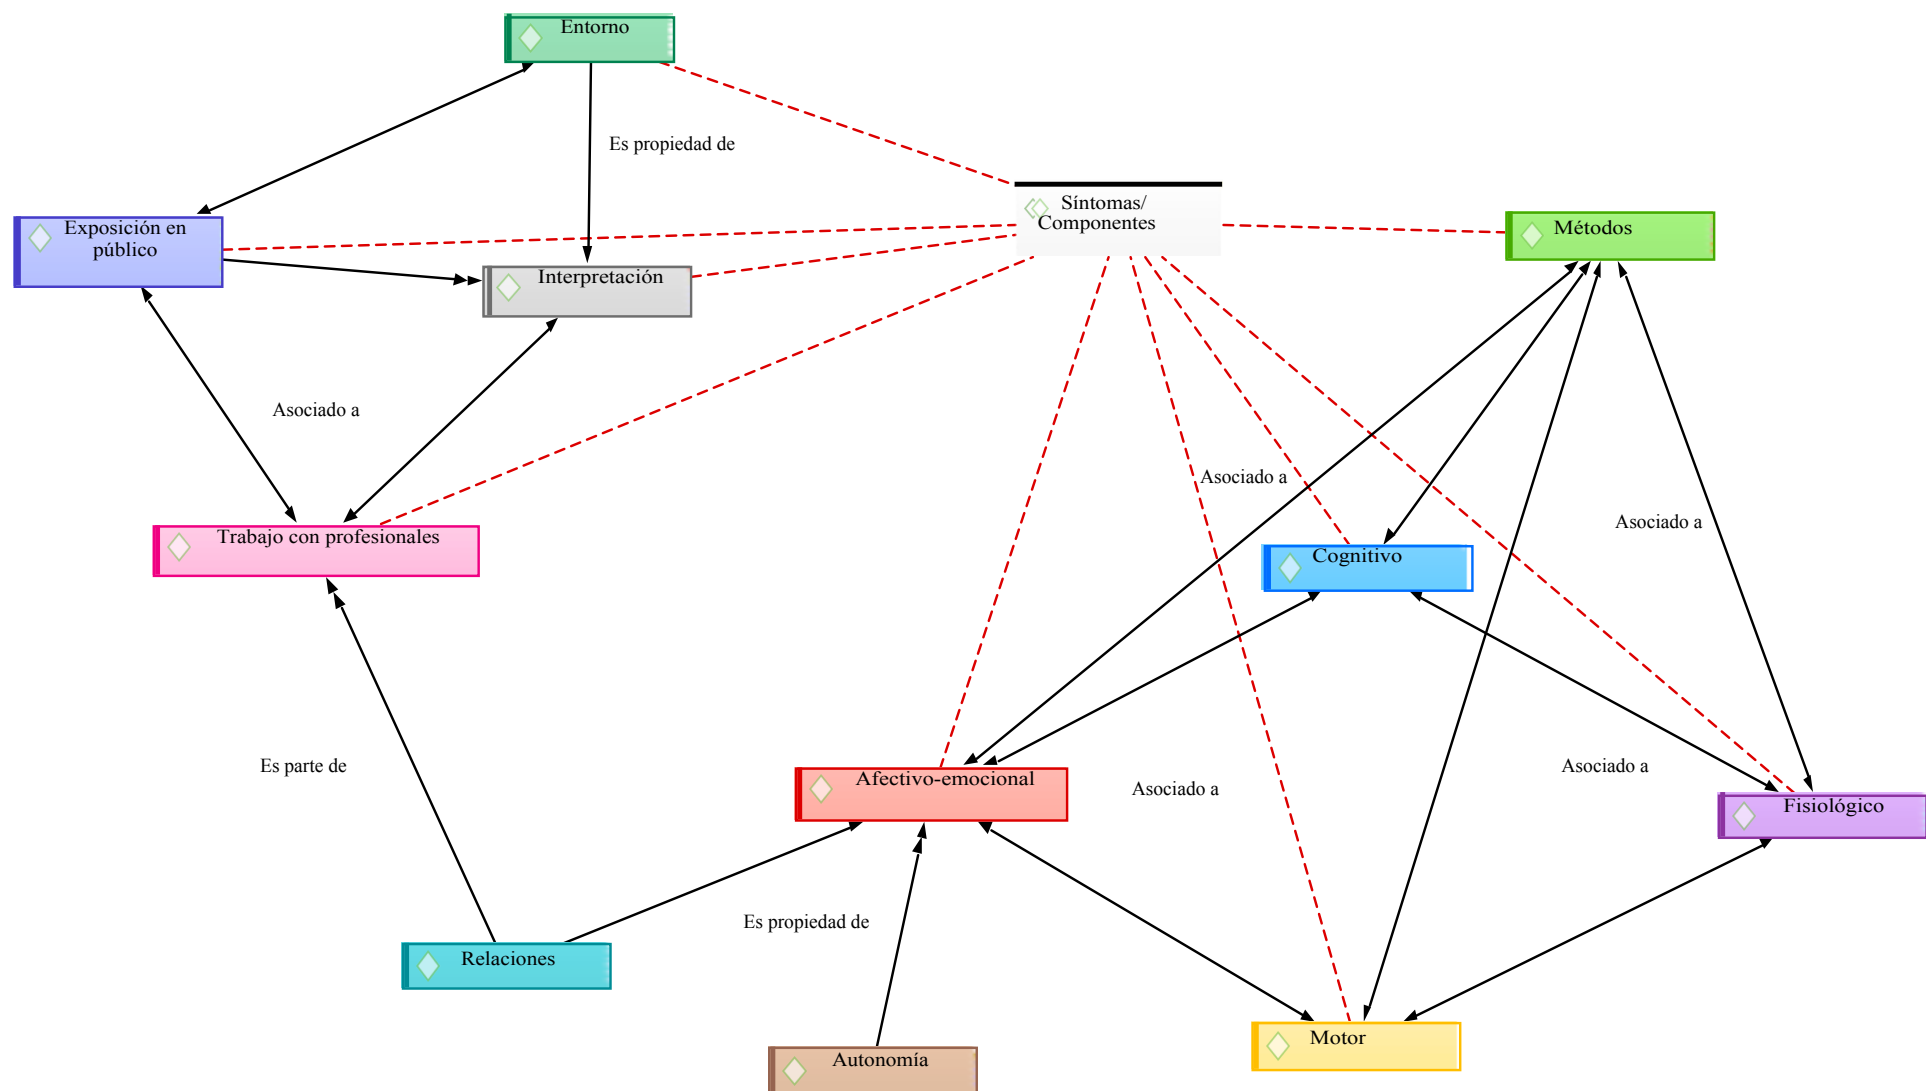 Entorno
Es propiedad de
Síntomas/
Componentes
Exposición en
público
Métodos
Interpretación
Asociado a
Asociado a
Asociado a
Trabajo con profesionales
Cognitivo
Es parte de
Asociado a
Afectivo-emocional
Asociado a
Fisiológico
Es propiedad de
Relaciones
Motor
Autonomía